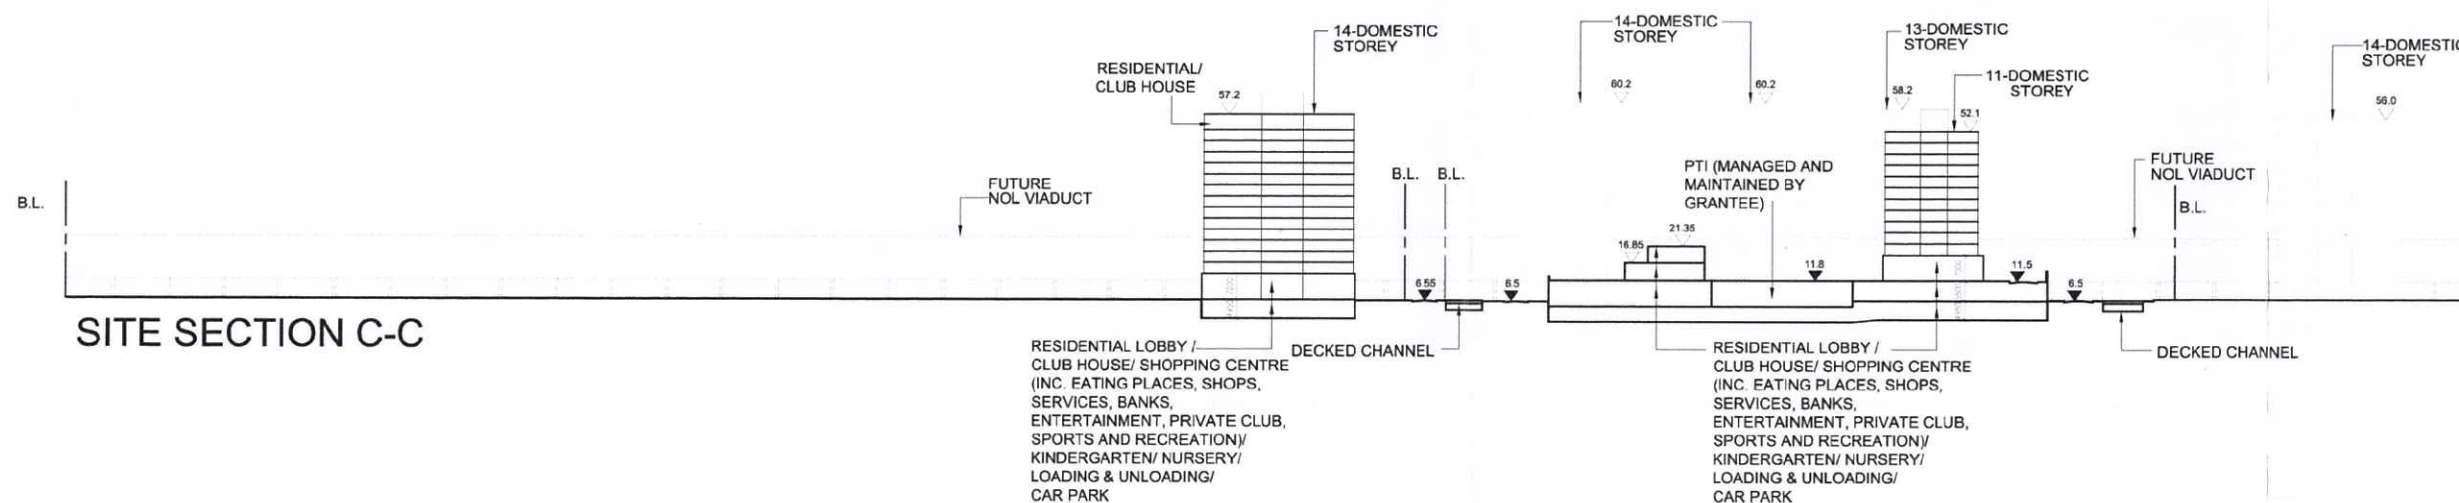 14-DOMESTIC
STOREY
RESIDENTIAL/
CLUB HOUSE
57.2
14-DOMESTIC
STOREY
60.2
60.2
13-DOMESTIC
STOREY
58.2
11-DOMESTIC
STOREY
52.1
14-DOMESTIC
STOREY
56.0
B.L.
FUTURE
NOL VIADUCT
B.L.
B.L.
PTI (MANAGED AND
MAINTAINED BY
GRANTEE)
FUTURE
NOL VIADUCT
B.L.
21.35
16.85
6.55
6.5
11.8
11.5
6.5
SITE SECTION C-C
RESIDENTIAL LOBBY /
CLUB HOUSE/ SHOPPING CENTRE
(INC. EATING PLACES, SHOPS,
SERVICES, BANKS,
ENTERTAINMENT, PRIVATE CLUB,
SPORTS AND RECREATION)/
KINDERGARTEN/ NURSERY/
LOADING & UNLOADING/
CAR PARK
DECKED CHANNEL
RESIDENTIAL LOBBY /
CLUB HOUSE/ SHOPPING CENTRE
(INC. EATING PLACES, SHOPS,
SERVICES, BANKS,
ENTERTAINMENT, PRIVATE CLUB,
SPORTS AND RECREATION)/
KINDERGARTEN/ NURSERY/
LOADING & UNLOADING/
CAR PARK
DECKED CHANNEL